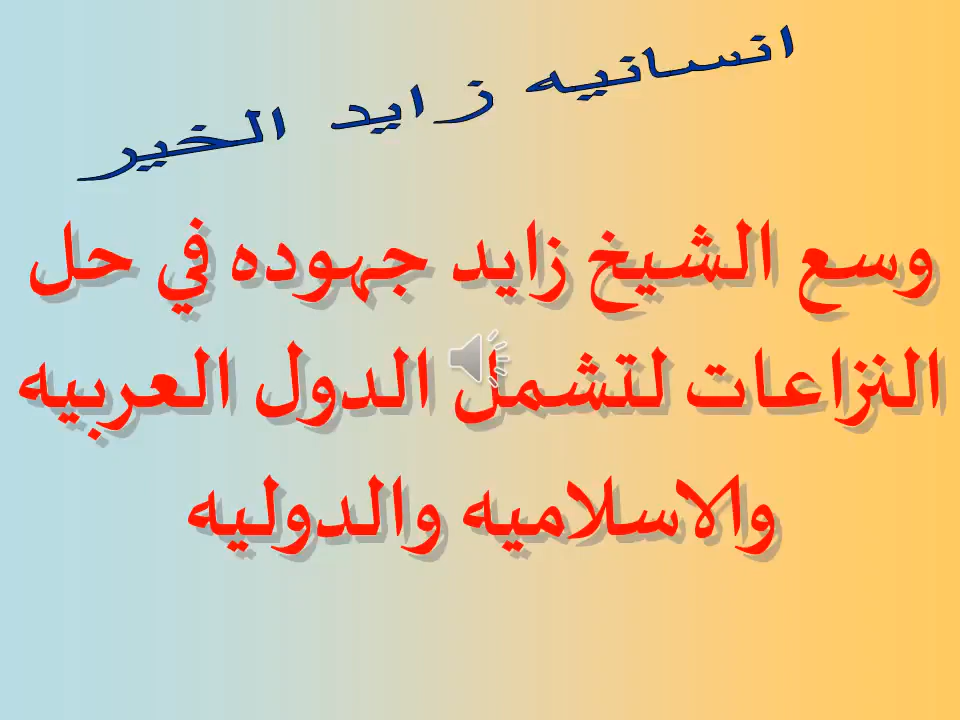 انسانيه زايد الخير
وسع الشيخ زايد جهوده في حل
النزاعات لتشمل الدول العربيه
والاسلاميه والدوليه